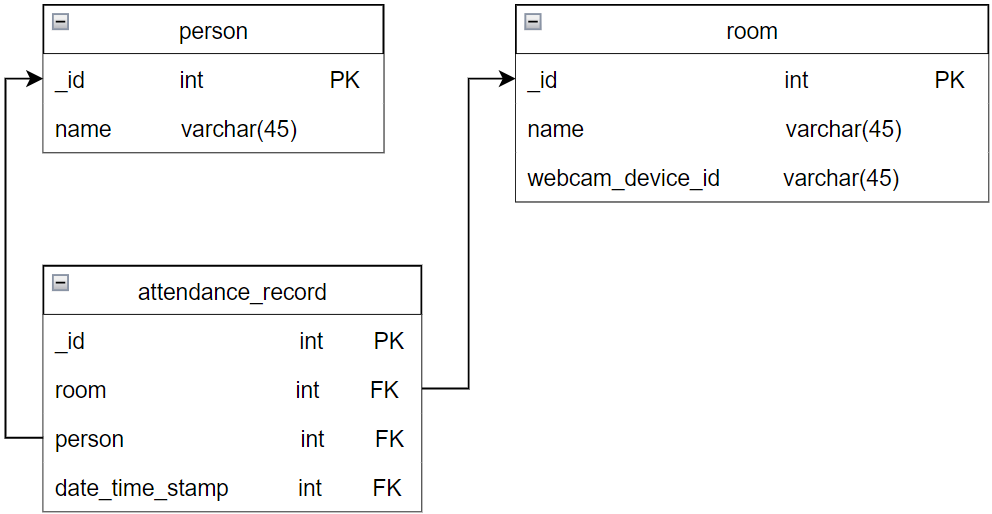 person
_id int PK
name varchar(45)
room
_id int PK
name varchar(45)
webcam_device_id varchar(45)
attendance_record
_id int PK
room int FK
person int FK
date_time_stamp int FK